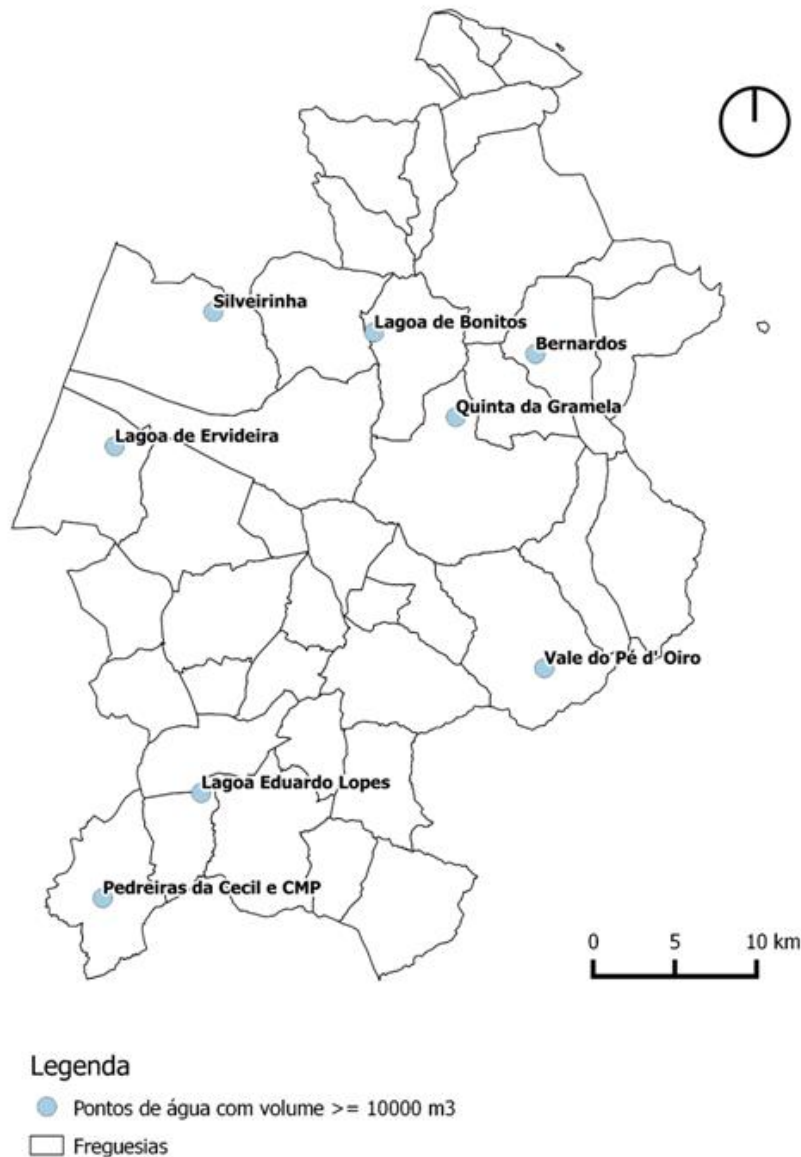 Silveirinha
Lagoa de Bonitos
Bernardos
Quinta da Gramela
Lagoa de Ervideira
Vale do Pé d' Oiro
Lagoa Eduardo Lopes
Pedreiras da Cecil e CMP
0 5 10 km
Legenda
Pontos de água com volume >= 10000 m3
Freguesias